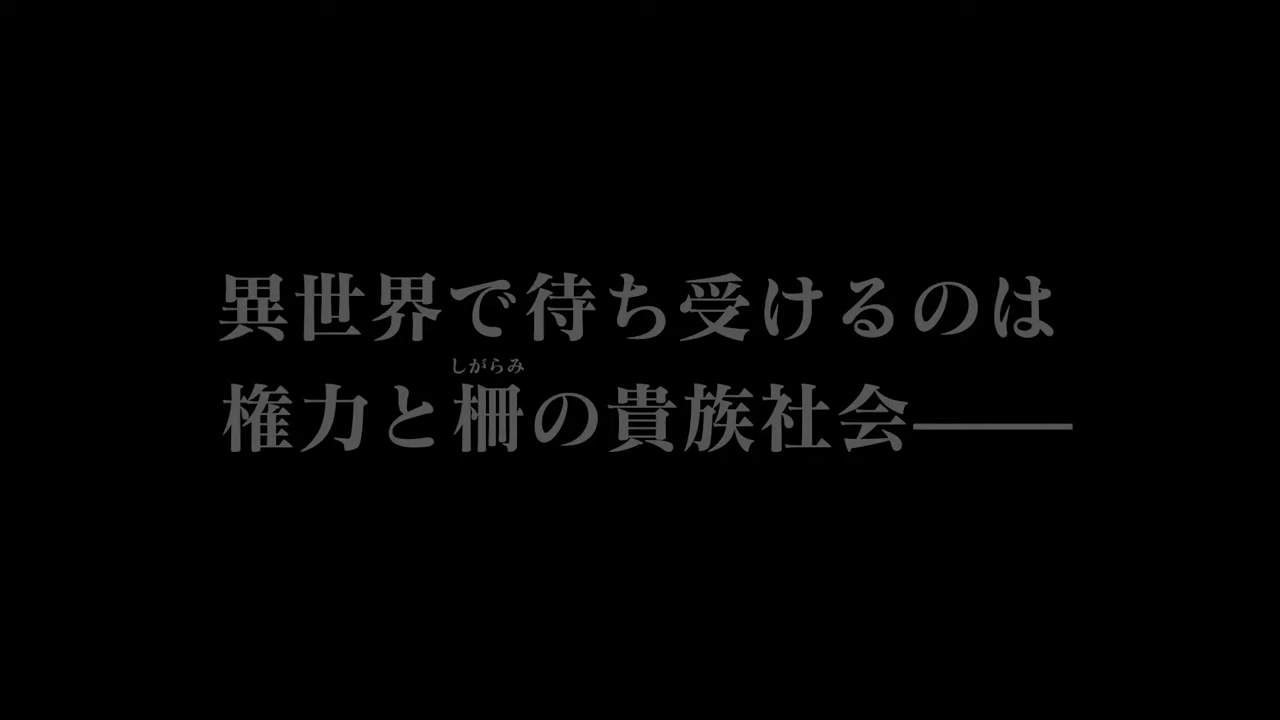 異世界で待ち受けるのは
しがらみ
権力と柵の貴族社会――